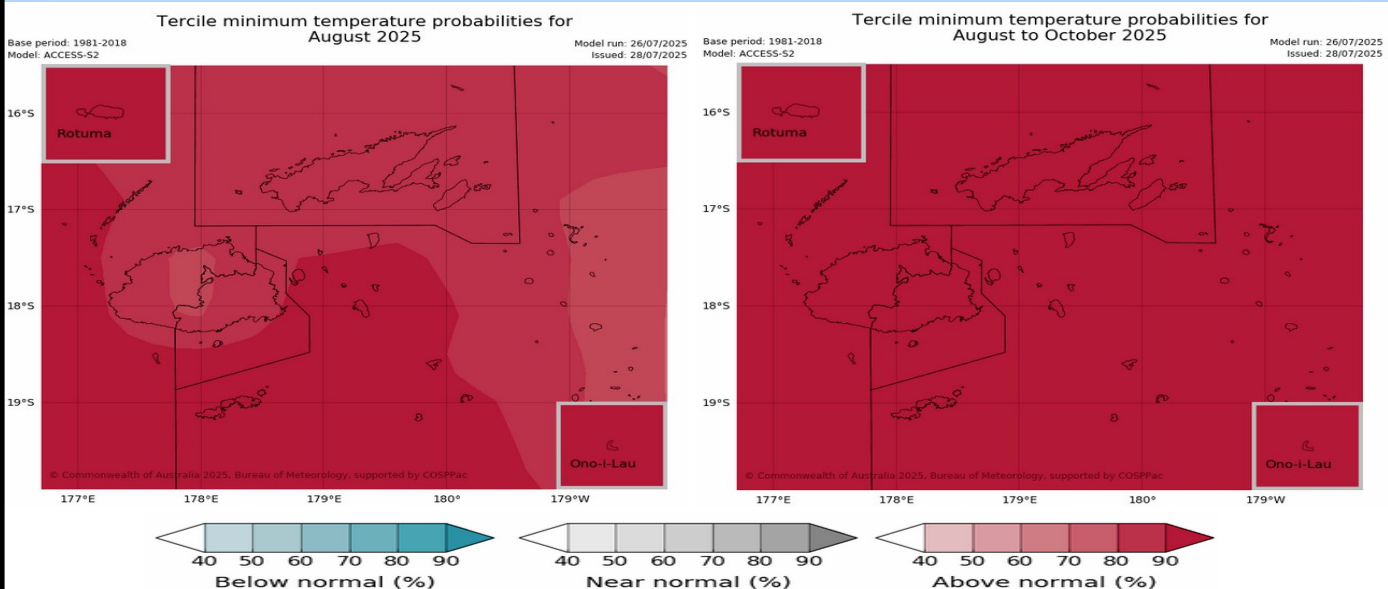 Tercile minimum temperature probabilities for
August 2025
Base period: 1981-2018
Model: ACCESS-S2
Model run: 26/07/2025
Issued: 28/07/2025
16°S
17°S
18°S
19°S
Rotuma
Ono-i-Lau
© Commonwealth of Australia 2025, Bureau of Meteorology, supported by COSPPac
177°E 178°E 179°E 180° 179°W
Tercile minimum temperature probabilities for
August to October 2025
Base period: 1981-2018
Model: ACCESS-S2
Model run: 26/07/2025
Issued: 28/07/2025
16°S
17°S
18°S
19°S
Rotuma
Ono-i-Lau
© Commonwealth of Australia 2025, Bureau of Meteorology, supported by COSPPac
177°E 178°E 179°E 180° 179°W
40 50 60 70 80 90
Below normal (%)
40 50 60 70 80 90
Near normal (%)
40 50 60 70 80 90
Above normal (%)